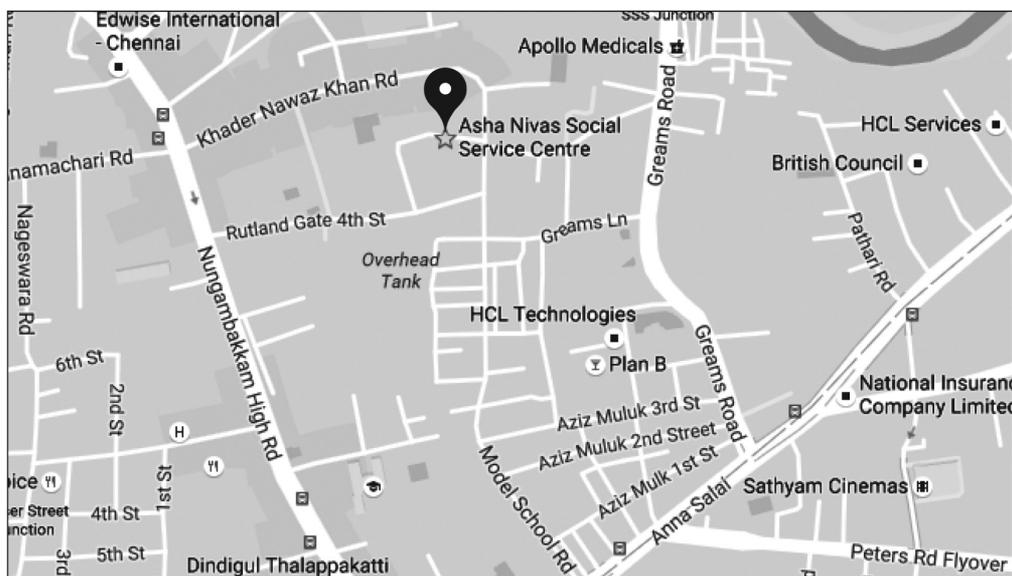 Edwise International
- Chennai
SSS Junction
Apollo Medicals
Khader Nawaz Khan Rd
Asha Nivas Social
Service Centre
Greams Road
HCL Services
British Council
anamachari Rd
Nageswara Rd
Rutland Gate 4th St
Greams Ln
Pathari Rd
Overhead
Tank
Nungambakkam High Rd
HCL Technologies
Plan B
Greams Road
6th St
2nd St
National Insuranc
Company Limited
Aziz Muluk 3rd St
Aziz Muluk 2nd Street
Aziz Mulk 1st St
H
Model School Rd
Anna Salai
Sathyam Cinemas
oice
1st St
ser Street
unction
4th St
5th St
3rd
Dindigul Thalappakatti
Peters Rd Flyover